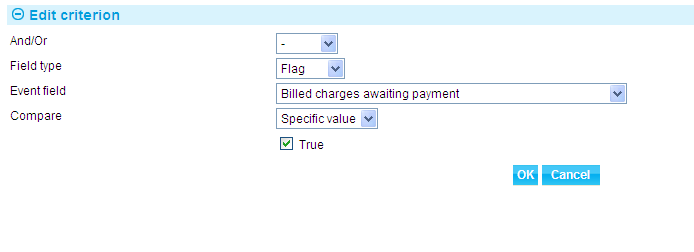 Edit criterion
And/Or -
Field type Flag
Event field Billed charges awaiting payment
Compare Specific value
True
OK Cancel